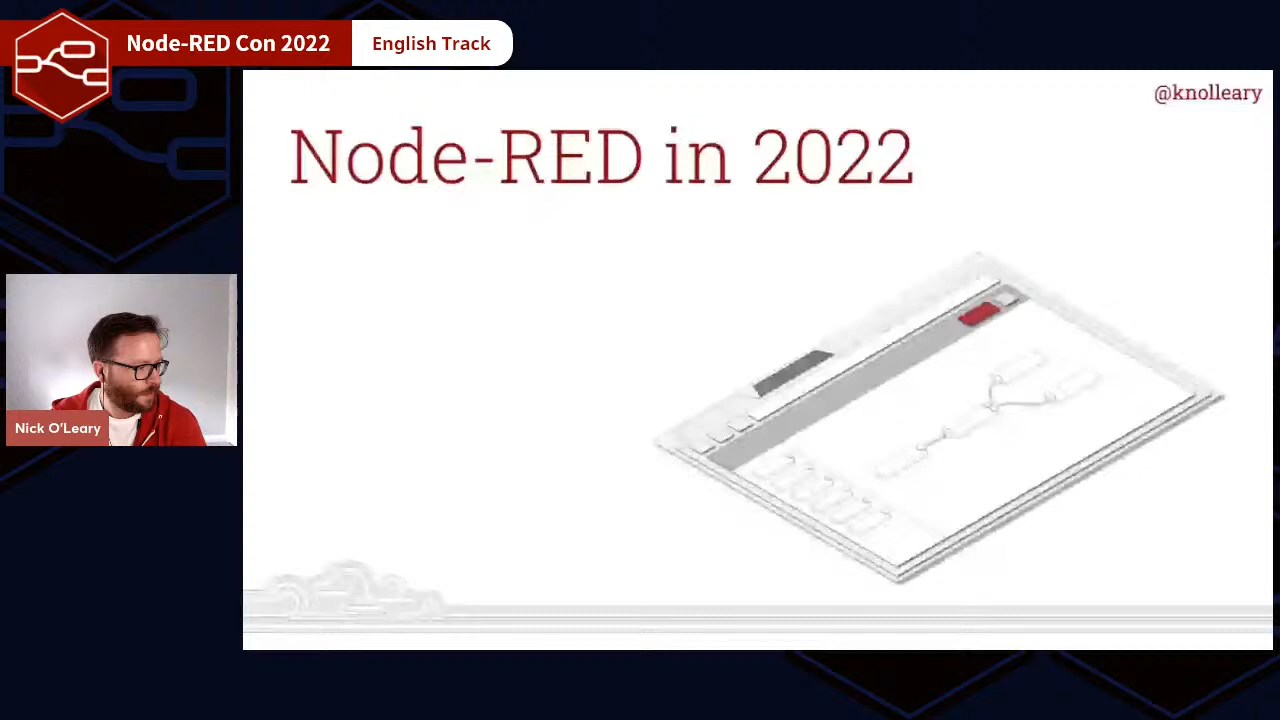 Node-RED Con 2022
English Track
@knolleary
Node-RED in 2022
Nick O'Leary